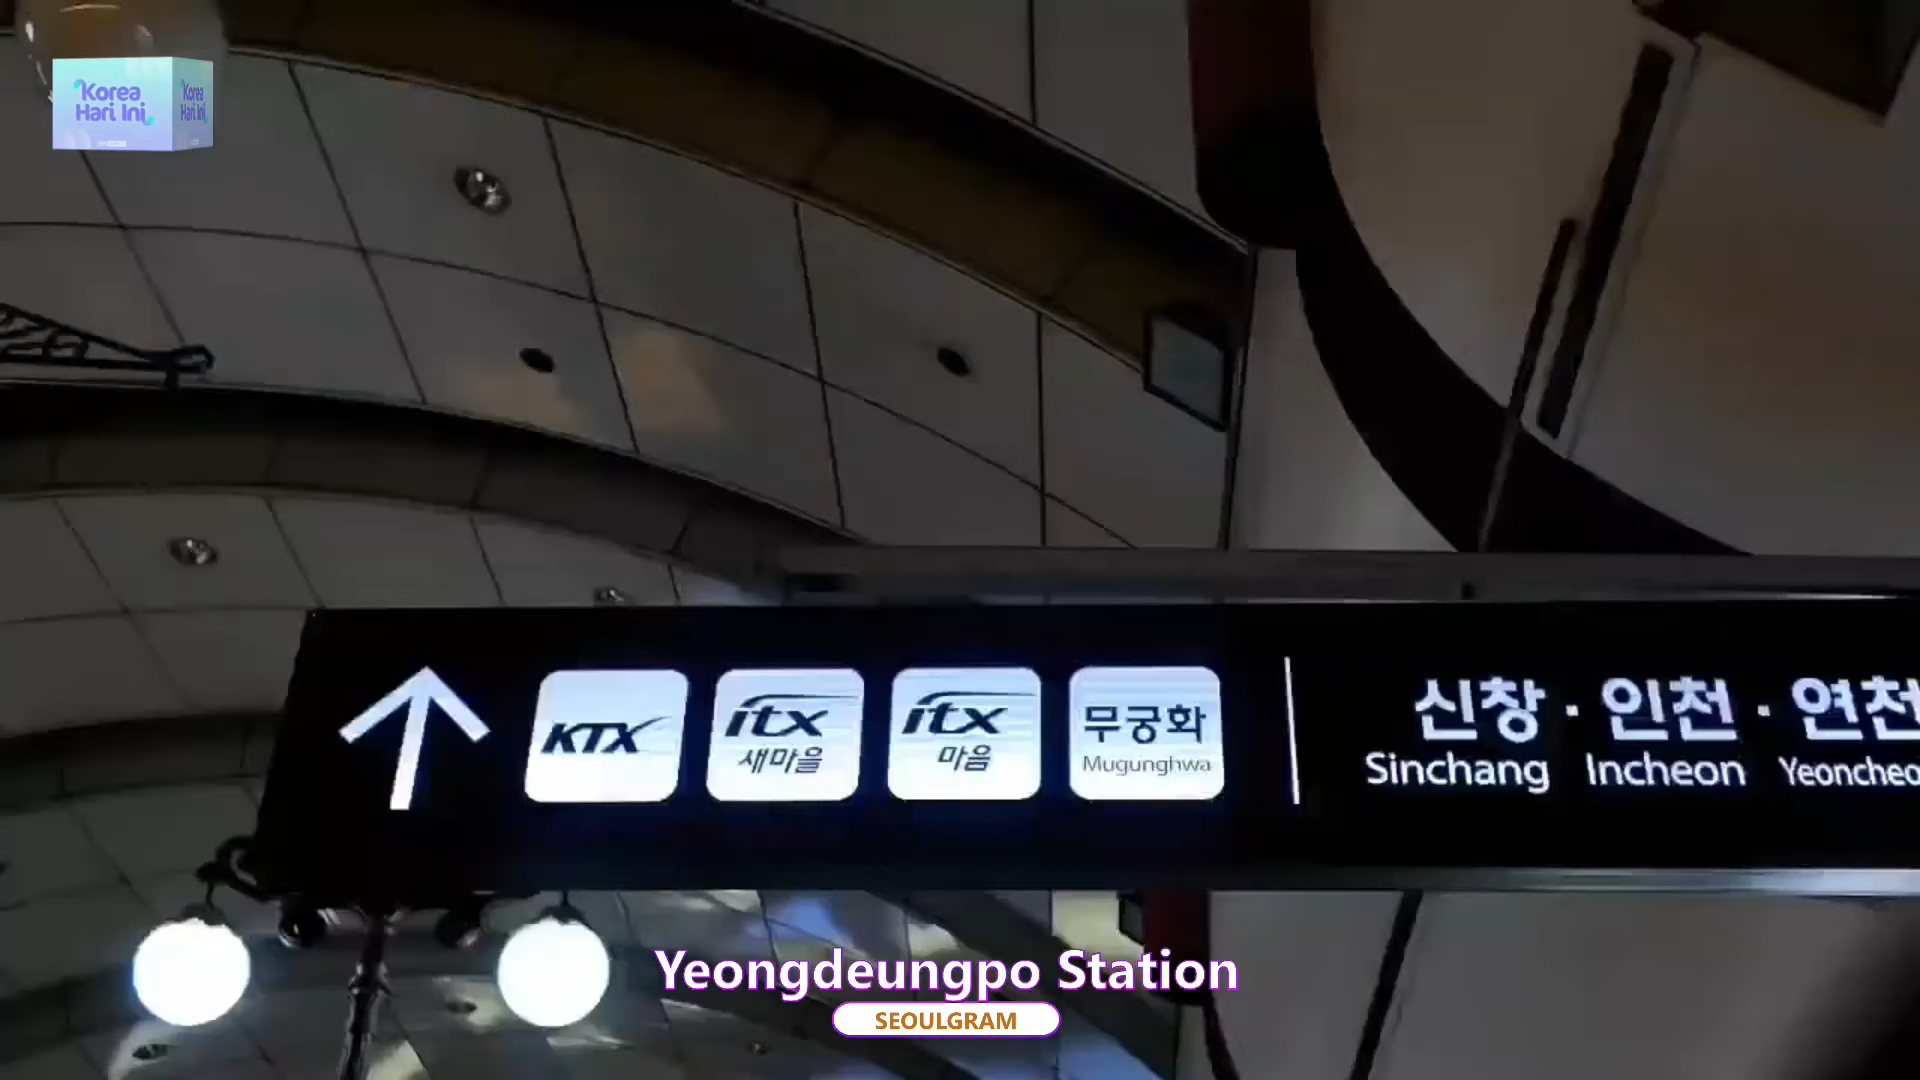 Korea
Hari Ini
Korea
Hari Ini
KTX
itx
새마을
itx
마음
무궁화
Mugunghwa
신창 · 인천 · 연천
Sinchang Incheon Yeoncheo
Yeongdeungpo Station
SEOULGRAM